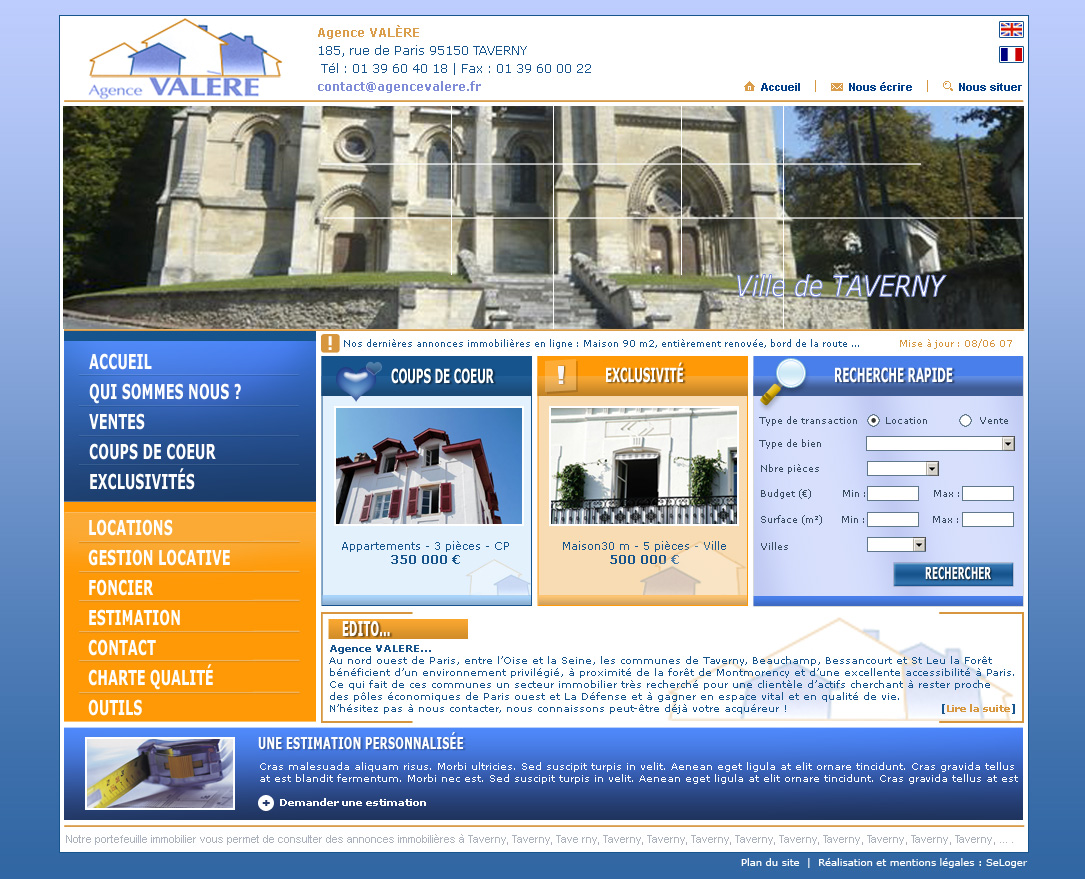 Agence VALERE
Agence VALÈRE
185, rue de Paris 95150 TAVERNY
Tél : 01 39 60 40 18 | Fax : 01 39 60 00 22
contact@agencevalere.fr
Accueil | Nous écrire | Nous situer
Ville de TAVERNY
ACCUEIL
QUI SOMMES NOUS ?
VENTES
COUPS DE COEUR
EXCLUSIVITÉS
LOCATIONS
GESTION LOCATIVE
FONCIER
ESTIMATION
CONTACT
CHARTE QUALITÉ
OUTILS
! Nos dernières annonces immobilières en ligne : Maison 90 m2, entièrement renovée, bord de la route ... Mise à jour : 08/06 07
COUPS DE COEUR
Appartements - 3 pièces - CP
350 000 €
! EXCLUSIVITÉ
Maison30 m - 5 pièces - Ville
500 000 €
RECHERCHE RAPIDE
Type de transaction Location Vente
Type de bien
Nbre pièces
Budget (€) Min : Max :
Surface (m²) Min : Max :
Villes
RECHERCHER
EDITO...
Agence VALERE...
Au nord ouest de Paris, entre l'Oise et la Seine, les communes de Taverny, Beauchamp, Bessancourt et St Leu la Forêt
bénéficient d'un environnement privilégié, à proximité de la forêt de Montmorency et d'une excellente accessibilité à Paris.
Ce qui fait de ces communes un secteur immobilier très recherché pour une clientèle d'actifs cherchant à rester proche
des pôles économiques de Paris ouest et La Défense et à gagner en espace vital et en qualité de vie.
N'hésitez pas à nous contacter, nous connaissons peut-être déjà votre acquéreur ! [Lire la suite]
UNE ESTIMATION PERSONNALISÉE
Cras malesuada aliquam risus. Morbi ultricies. Sed suscipit turpis in velit. Aenean eget ligula at elit ornare tincidunt. Cras gravida tellus
at est blandit fermentum. Morbi nec est. Sed suscipit turpis in velit. Aenean eget ligula at elit ornare tincidunt. Cras gravida tellus at est
Demander une estimation
Notre portefeuille immobilier vous permet de consulter des annonces immobilières à Taverny, Taverny, Tave rny, Taverny, Taverny, Taverny, Taverny, Taverny, Taverny, Taverny, Taverny, Taverny, ... .
Plan du site | Réalisation et mentions légales : SeLoger